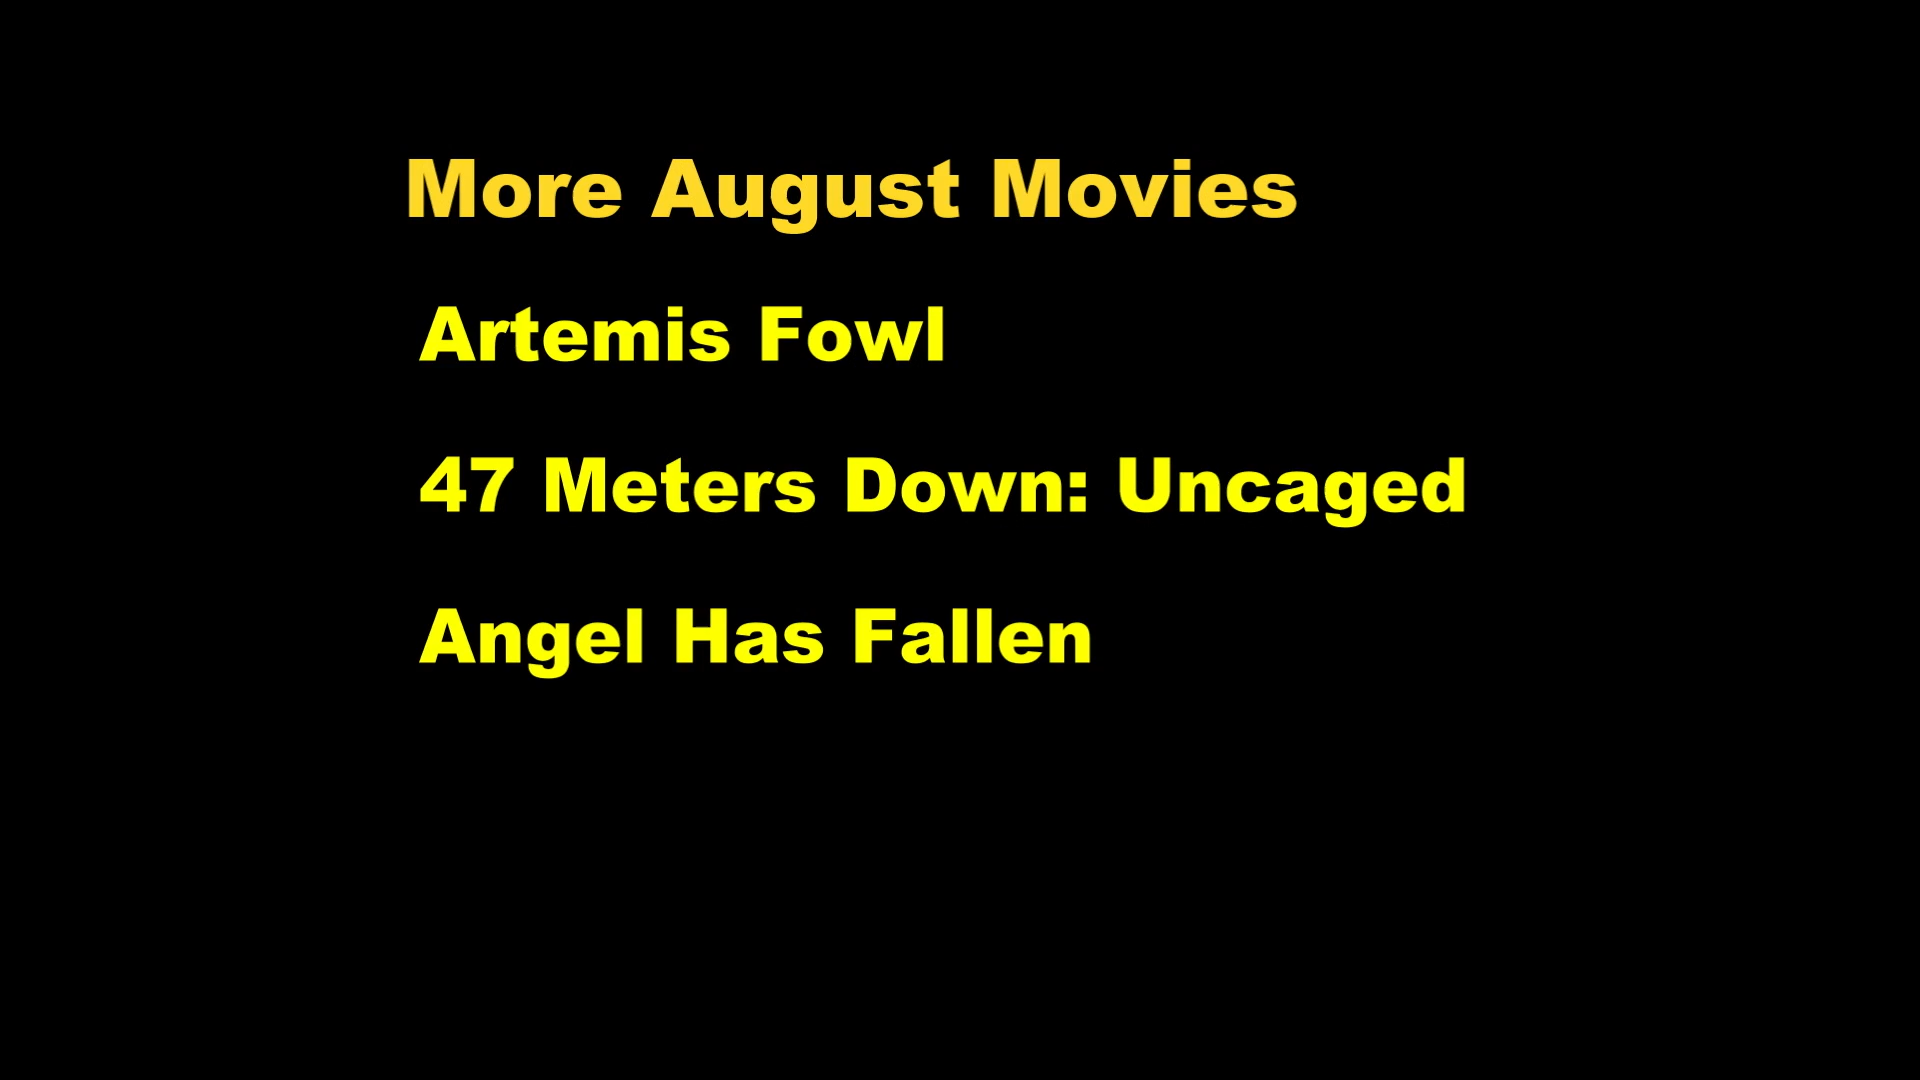 More August Movies
Artemis Fowl
47 Meters Down: Uncaged
Angel Has Fallen